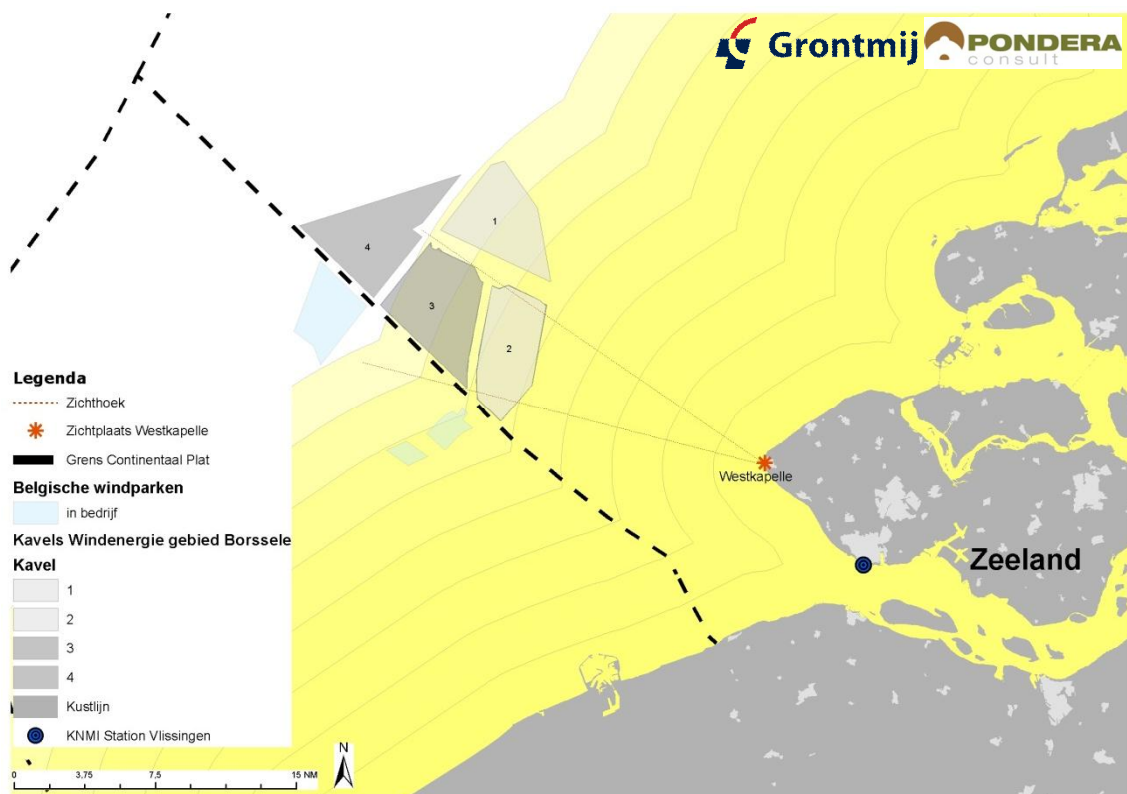 Grontmij
PONDERA
consult
1
4
3
2
Westkapelle
Zeeland
Legenda
Zichthoek
Zichtplaats Westkapelle
Grens Continentaal Plat
Belgische windparken
in bedrijf
Kavels Windenergie gebied Borssele
Kavel
1
2
3
4
Kustlijn
KNMI Station Vlissingen
N
0 3,75 7,5 15 NM